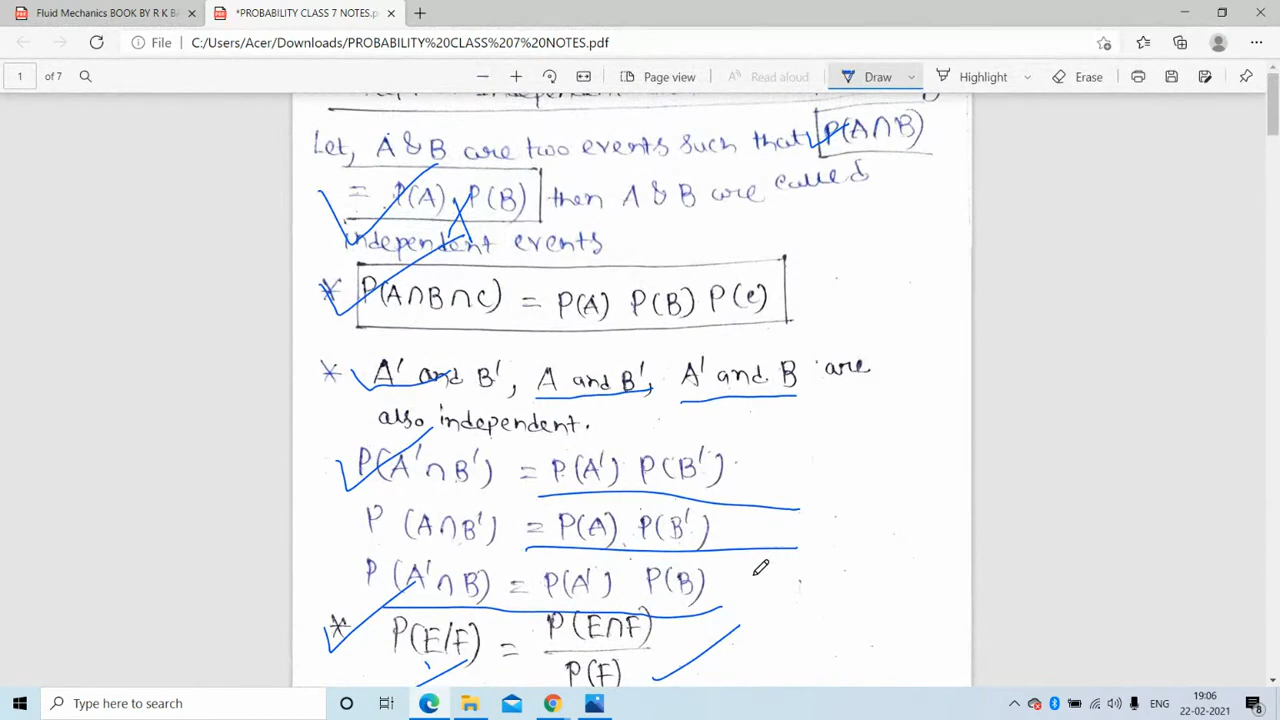 Fluid Mechanics BOOK BY R K BA
*PROBABILITY CLASS 7 NOTES.p
File
C:/Users/Acer/Downloads/PROBABILITY%20CLASS%207%20NOTES.pdf
1 of 7
Page view
Read aloud
Draw
Highlight
Erase
Let, A & B are two events such that P(A∩B)
= P(A). P(B) then A & B are called
independent events
* P(A∩B∩C) = P(A) P(B) P(C)
* A' and B', A and B', A' and B are
also independent.
P(A'∩B') = P(A') P(B')
P (A∩B') = P(A) P(B')
P (A'∩B) = P(A') P(B)
* P(E/F) = P(E∩F)
P(F)
Type here to search
ENG
19:06
22-02-2021
8